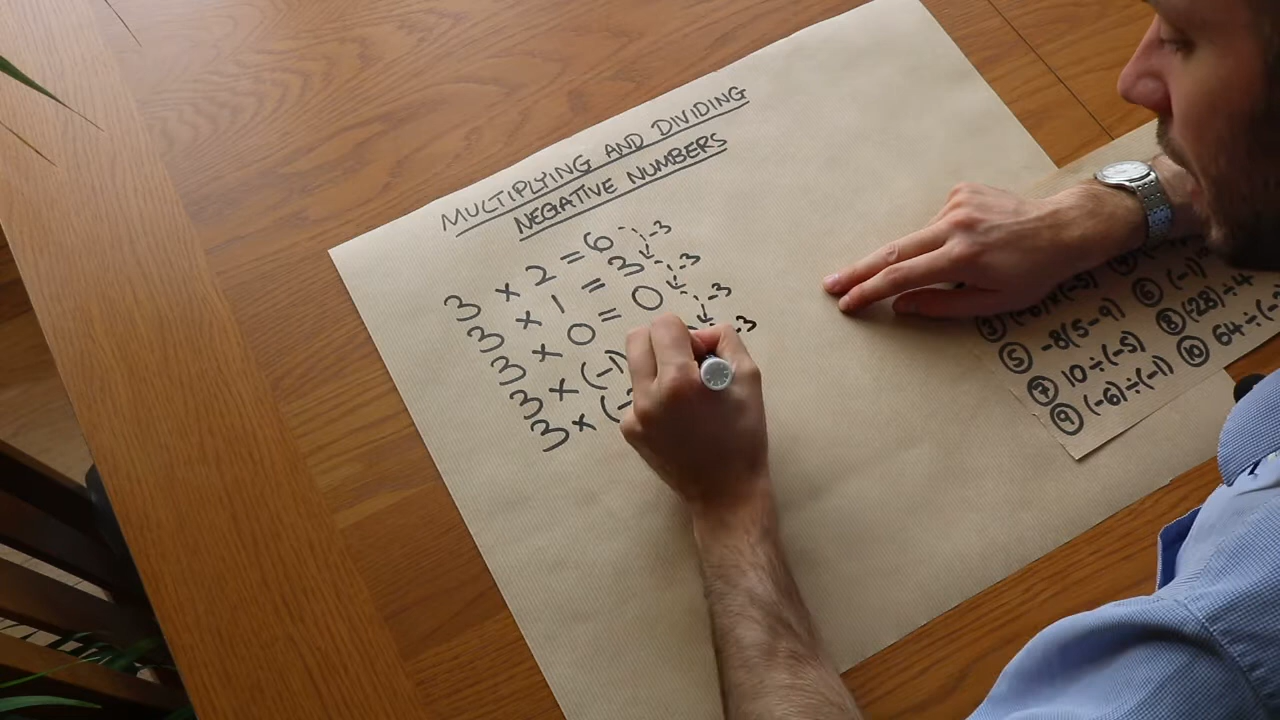 MULTIPLYING AND DIVIDING
NEGATIVE NUMBERS
3 × 2 = 6
-3
3 × 1 = 3
-3
3 × 0 = 0
-3
3 × (-1)
-3
3 × (-
③
⑤ -8(5-9)
⑥ (-1)
⑦ 10÷(-5)
⑧ (-28)÷4
⑨ (-6)÷(-1)
⑩ 64÷(-